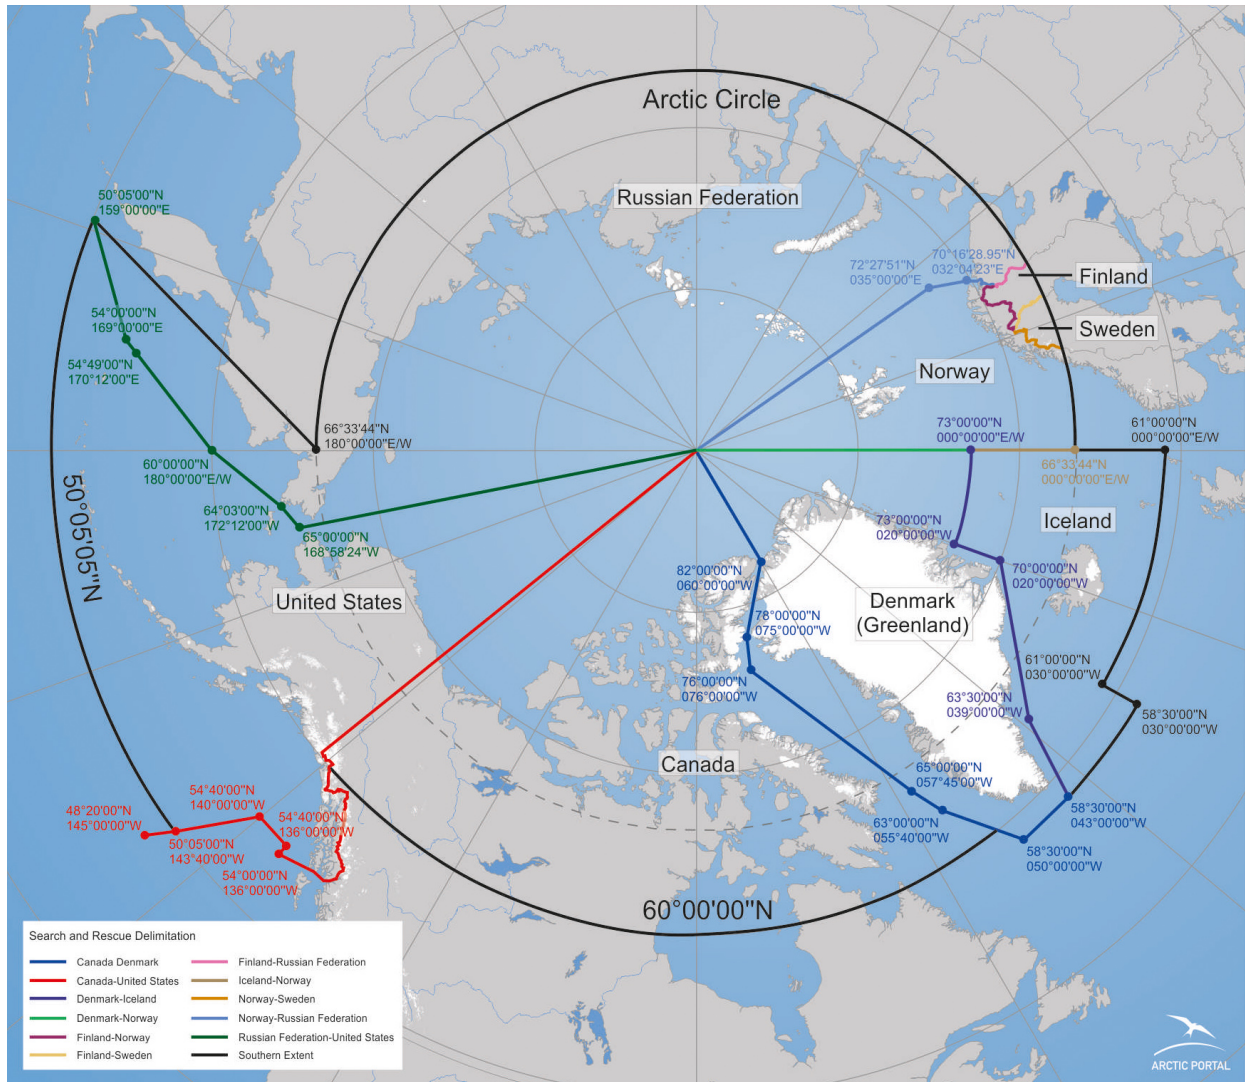 Arctic Circle
Russian Federation
50°05'00"N
159°00'00"E
70°16'28.95"N
032°04'23"E
72°27'51"N
035°00'00"E
Finland
Sweden
Norway
54°00'00"N
169°00'00"E
54°49'00"N
170°12'00"E
66°33'44"N
180°00'00"E/W
73°00'00"N
000°00'00"E/W
61°00'00"N
000°00'00"E/W
60°00'00"N
180°00'00"E/W
66°33'44"N
000°00'00"E/W
50°05'05"N
64°03'00"N
172°12'00"W
65°00'00"N
168°58'24"W
73°00'00"N
020°00'00"W
Iceland
82°00'00"N
060°00'00"W
70°00'00"N
020°00'00"W
United States
Denmark
(Greenland)
78°00'00"N
075°00'00"W
76°00'00"N
076°00'00"W
61°00'00"N
030°00'00"W
63°30'00"N
039°00'00"W
58°30'00"N
030°00'00"W
Canada
65°00'00"N
057°45'00"W
54°40'00"N
140°00'00"W
48°20'00"N
145°00'00"W
54°40'00"N
136°00'00"W
63°00'00"N
055°40'00"W
58°30'00"N
043°00'00"W
50°05'00"N
143°40'00"W
54°00'00"N
136°00'00"W
58°30'00"N
050°00'00"W
60°00'00"N
Search and Rescue Delimitation
Canada Denmark
Canada-United States
Denmark-Iceland
Denmark-Norway
Finland-Norway
Finland-Sweden
Finland-Russian Federation
Iceland-Norway
Norway-Sweden
Norway-Russian Federation
Russian Federation-United States
Southern Extent
ARCTIC PORTAL